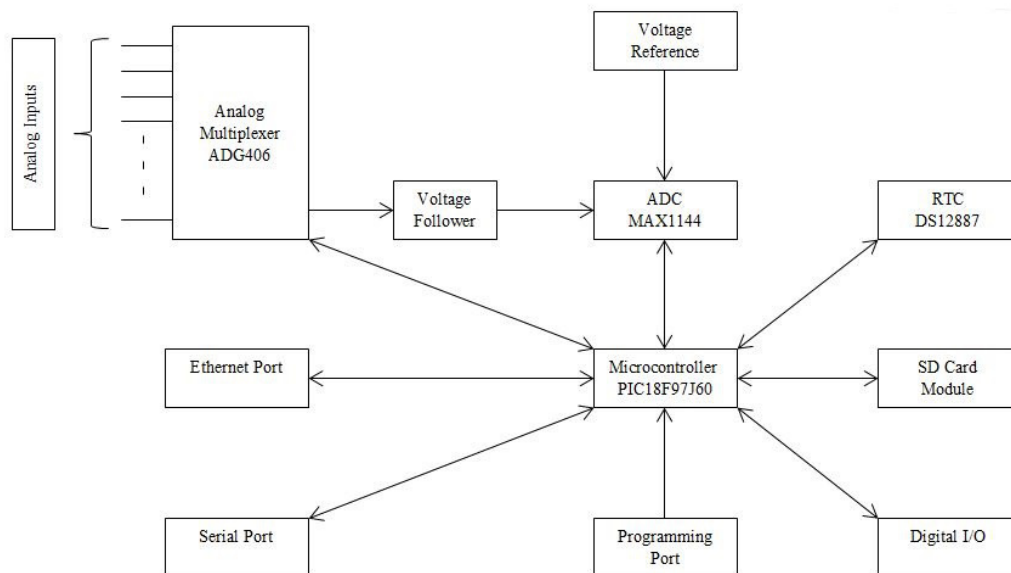 Analog Inputs
Analog
Multiplexer
ADG406
Voltage
Reference
Voltage
Follower
ADC
MAX1144
RTC
DS12887
Ethernet Port
Microcontroller
PIC18F97J60
SD Card
Module
Serial Port
Programming
Port
Digital I/O